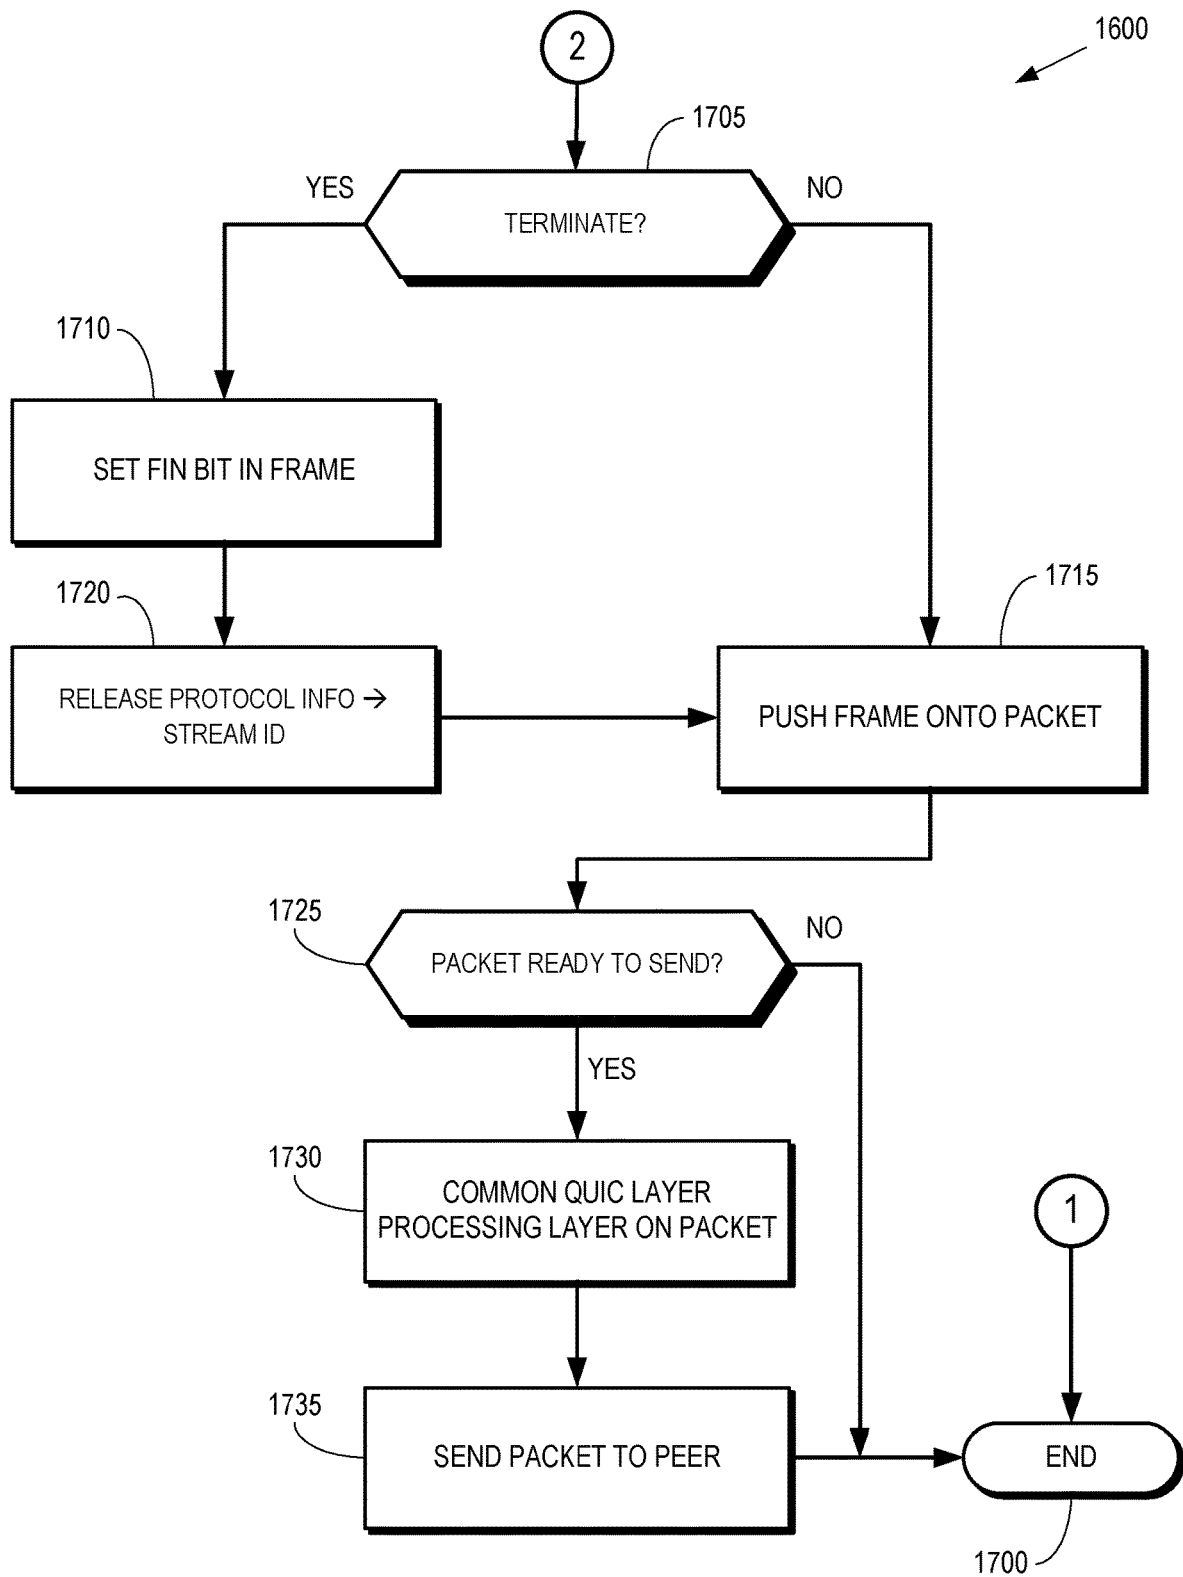 2
1600
1705
YES
NO
TERMINATE?
1710
SET FIN BIT IN FRAME
1720
1715
RELEASE PROTOCOL INFO →
STREAM ID
PUSH FRAME ONTO PACKET
1725
NO
PACKET READY TO SEND?
YES
1730
COMMON QUIC LAYER
PROCESSING LAYER ON PACKET
1
1735
SEND PACKET TO PEER
END
1700